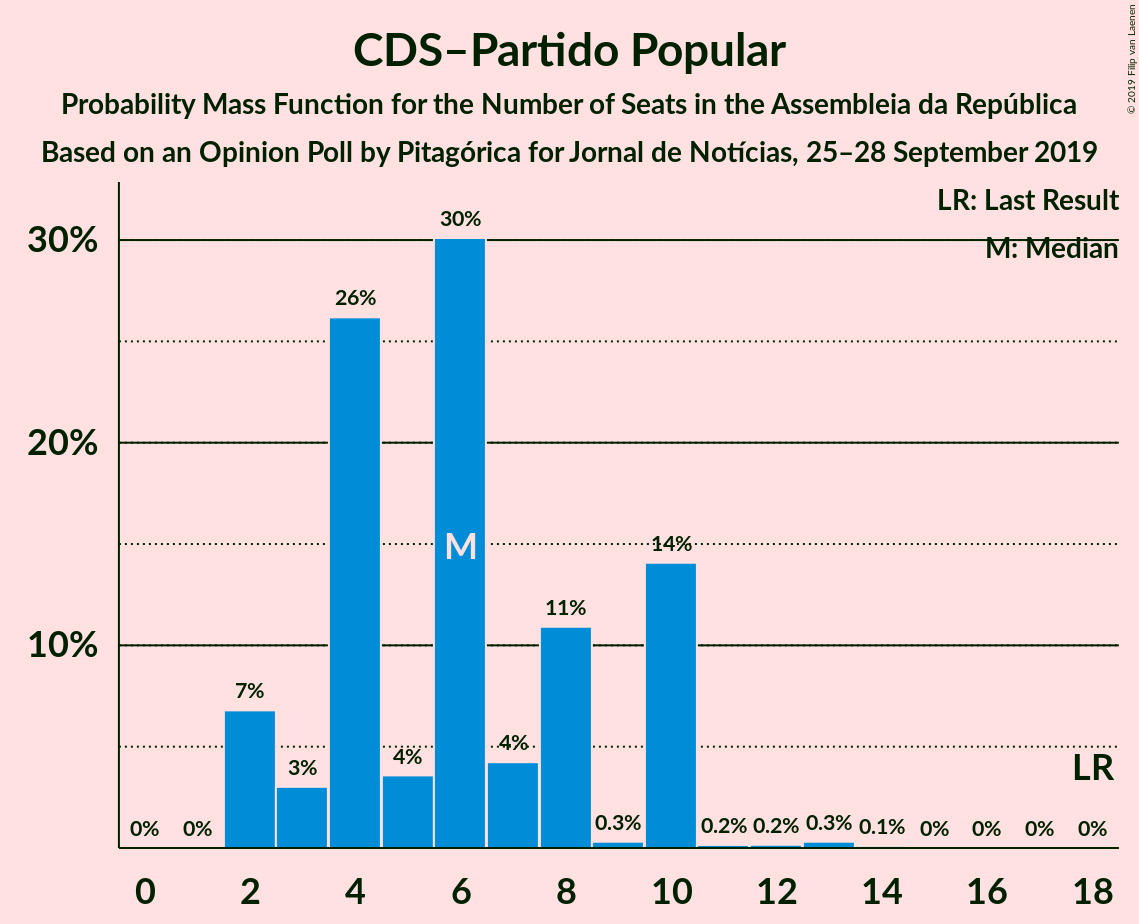 CDS–Partido Popular
Probability Mass Function for the Number of Seats in the Assembleia da República
Based on an Opinion Poll by Pitagórica for Jornal de Notícias, 25–28 September 2019
© 2019 Filip van Laenen
LR: Last Result
M: Median
30%
20%
10%
0% 0% 7% 3% 26% 4% 30% 4% 11% 0.3% 14% 0.2% 0.2% 0.3% 0.1% 0% 0% 0% 0%
M
LR
0 2 4 6 8 10 12 14 16 18